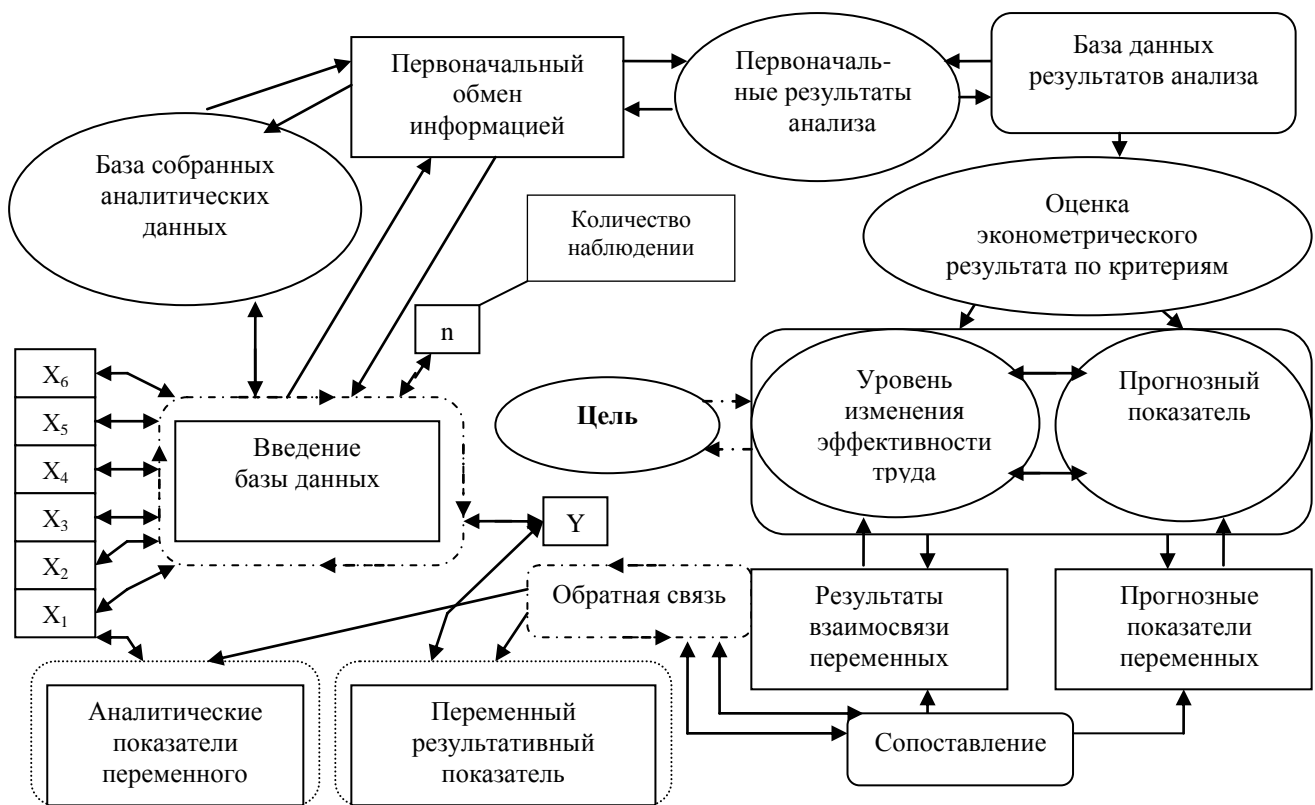 Первоначальный
обмен
информацией
Первоначаль-
ные результаты
анализа
База данных
результатов анализа
База собранных
аналитических
данных
Количество
наблюдении
Оценка
эконометрического
результата по критериям
n
X6
X5
X4
X3
X2
X1
Введение
базы данных
Цель
Уровень
изменения
эффективности
труда
Прогнозный
показатель
Y
Обратная связь
Результаты
взаимосвязи
переменных
Прогнозные
показатели
переменных
Аналитические
показатели
переменного
Переменный
результативный
показатель
Сопоставление